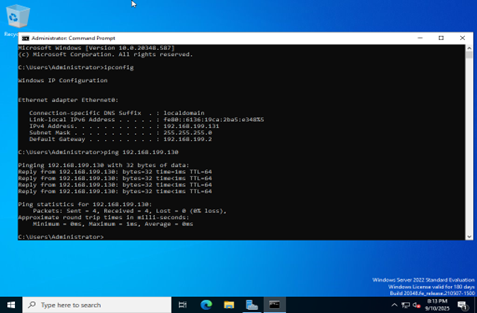 Administrator: Command Prompt
Microsoft Windows [Version 10.0.20348.587]
(c) Microsoft Corporation. All rights reserved.
C:\Users\Administrator>ipconfig
Windows IP Configuration
Ethernet adapter Ethernet0:
Connection-specific DNS Suffix . : localdomain
Link-local IPv6 Address . . . . . : fe80::6136:19ca:2ba5:e348%5
IPv4 Address. . . . . . . . . . . : 192.168.199.131
Subnet Mask . . . . . . . . . . . : 255.255.255.0
Default Gateway . . . . . . . . . : 192.168.199.2
C:\Users\Administrator>ping 192.168.199.130
Pinging 192.168.199.130 with 32 bytes of data:
Reply from 192.168.199.130: bytes=32 time=1ms TTL=64
Reply from 192.168.199.130: bytes=32 time<1ms TTL=64
Reply from 192.168.199.130: bytes=32 time<1ms TTL=64
Reply from 192.168.199.130: bytes=32 time<1ms TTL=64
Ping statistics for 192.168.199.130:
Packets: Sent = 4, Received = 4, Lost = 0 (0% loss),
Approximate round trip times in milli-seconds:
Minimum = 0ms, Maximum = 1ms, Average = 0ms
C:\Users\Administrator>
Windows Server 2022 Standard Evaluation
Windows License valid for 180 days
Build 20348.fe_release.210507-1500
Type here to search
8:13 PM
9/10/2025